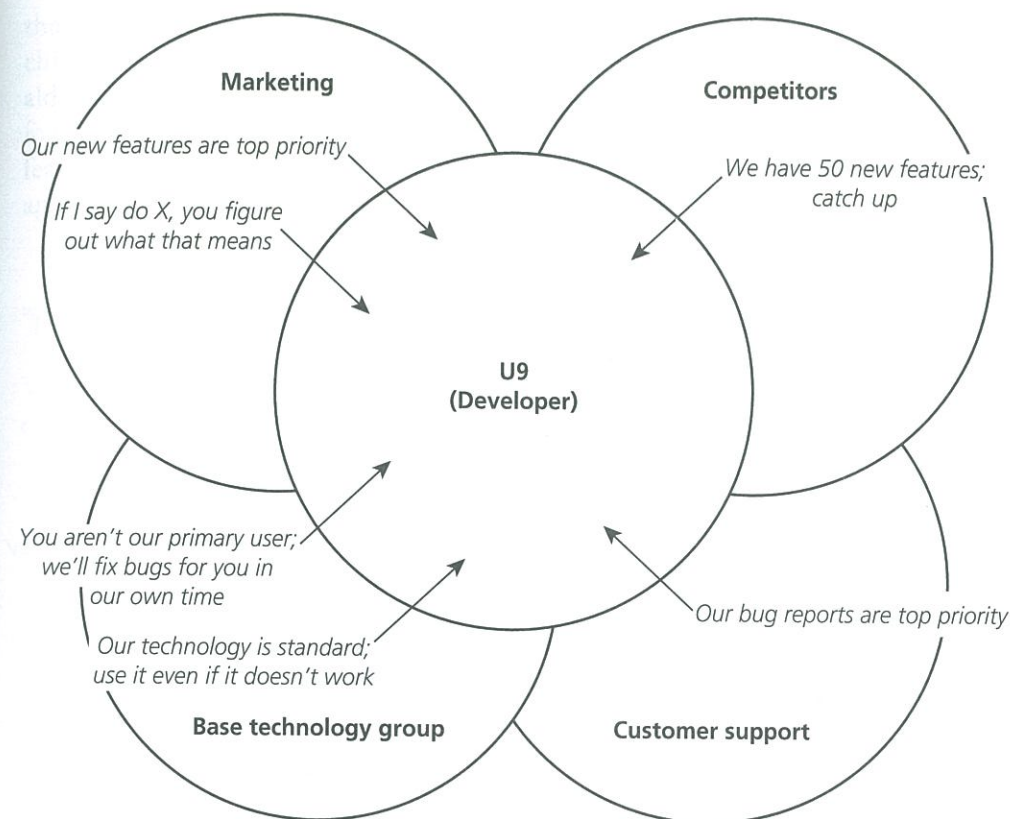 Marketing
Our new features are top priority
If I say do X, you figure
out what that means
Competitors
We have 50 new features;
catch up
U9
(Developer)
You aren't our primary user;
we'll fix bugs for you in
our own time
Our technology is standard;
use it even if it doesn't work
Base technology group
Our bug reports are top priority
Customer support